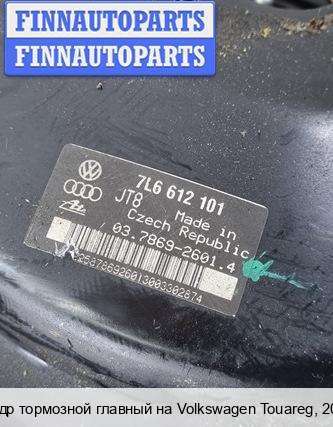 FINNAUTOPARTS
FINNAUTOPARTS
7L6 612 101
JT8
Made in
Czech Republic
03.7869-2601.4
др тормозной главный на Volkswagen Touareg, 20